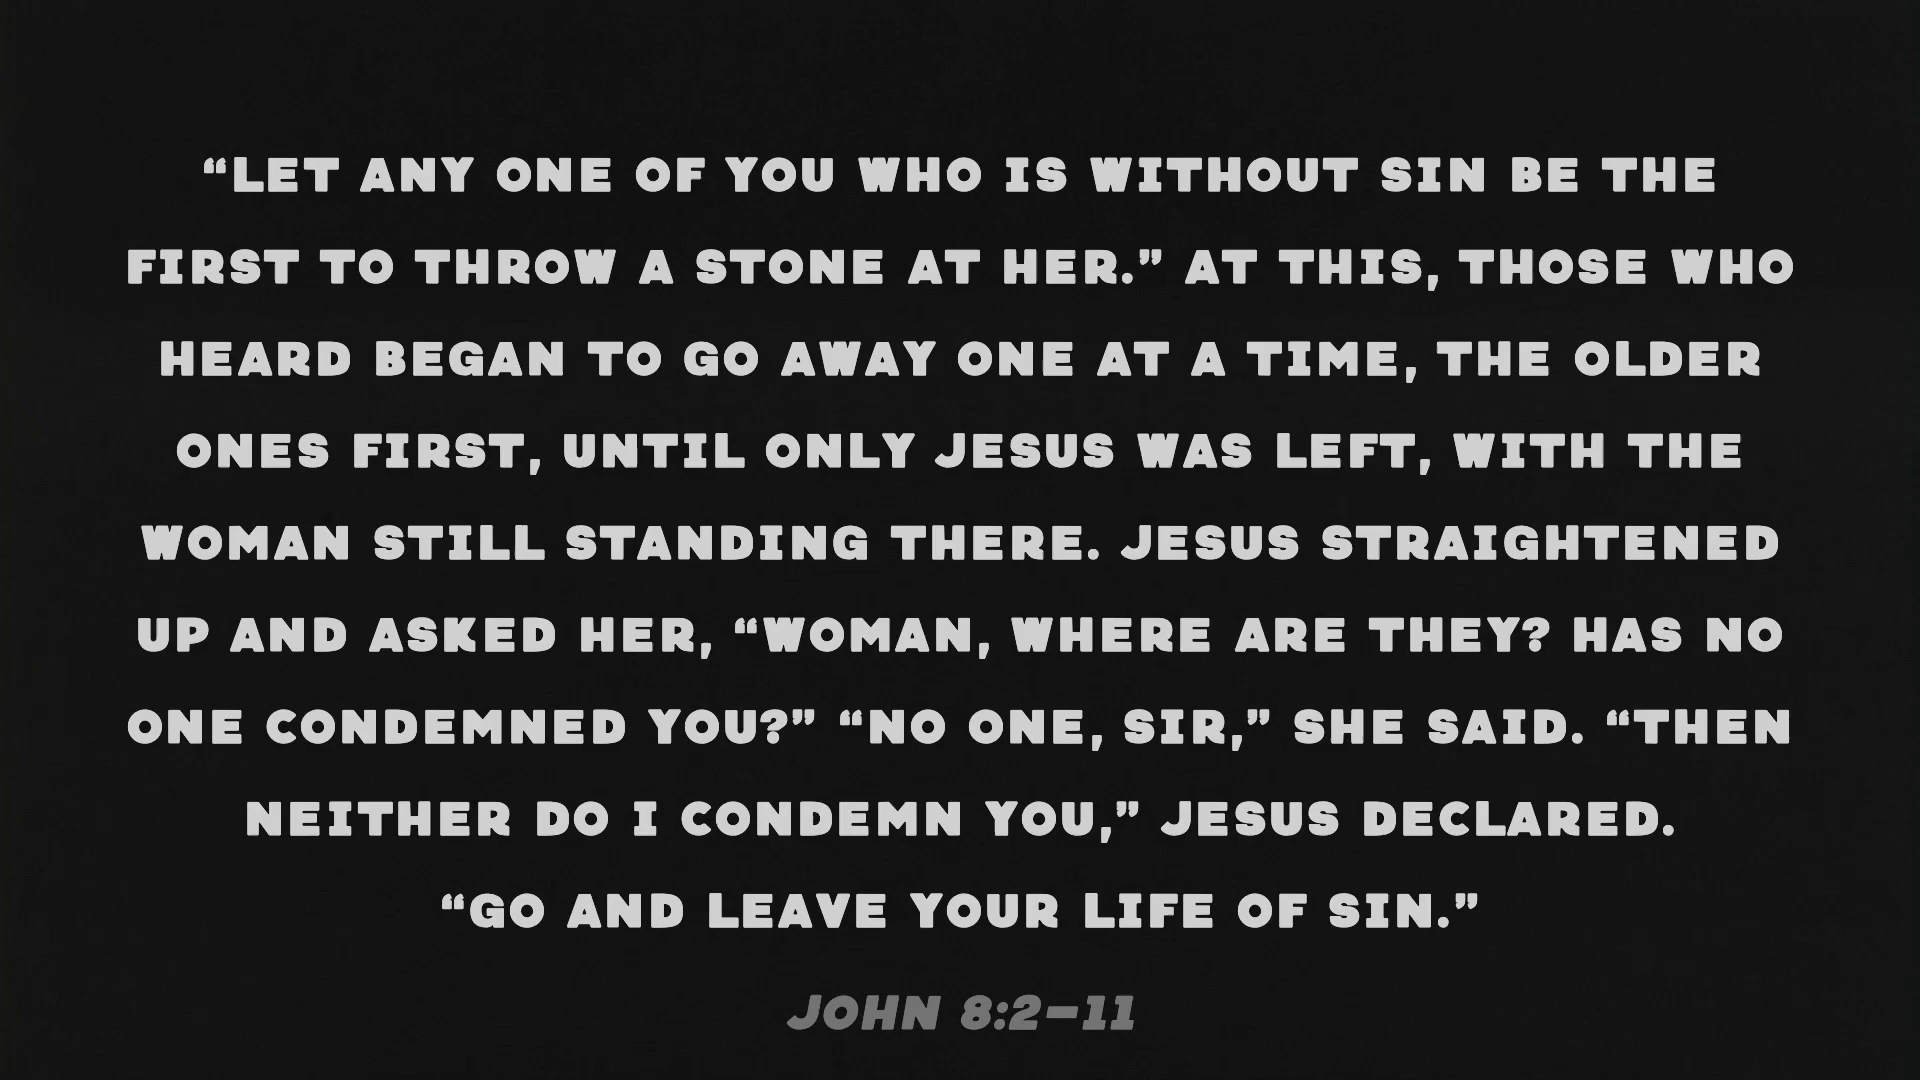 “LET ANY ONE OF YOU WHO IS WITHOUT SIN BE THE
FIRST TO THROW A STONE AT HER.” AT THIS, THOSE WHO
HEARD BEGAN TO GO AWAY ONE AT A TIME, THE OLDER
ONES FIRST, UNTIL ONLY JESUS WAS LEFT, WITH THE
WOMAN STILL STANDING THERE. JESUS STRAIGHTENED
UP AND ASKED HER, “WOMAN, WHERE ARE THEY? HAS NO
ONE CONDEMNED YOU?” “NO ONE, SIR,” SHE SAID. “THEN
NEITHER DO I CONDEMN YOU,” JESUS DECLARED.
“GO AND LEAVE YOUR LIFE OF SIN.”
JOHN 8:2–11